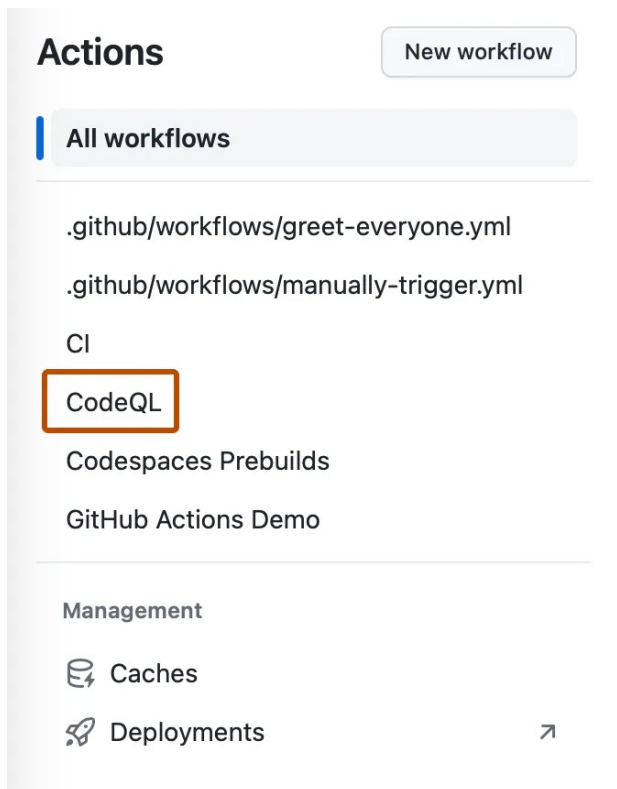 Actions
New workflow
All workflows
.github/workflows/greet-everyone.yml
.github/workflows/manually-trigger.yml
CI
CodeQL
Codespaces Prebuilds
GitHub Actions Demo
Management
Caches
Deployments